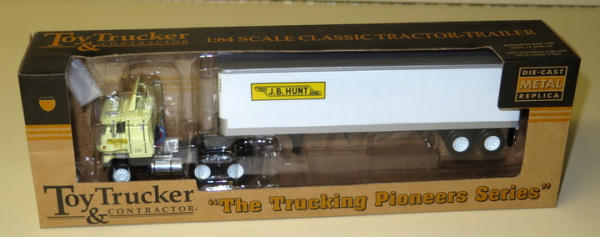 Toy Trucker
& CONTRACTOR
1:64 SCALE CLASSIC TRACTOR-TRAILER
DIE-CAST
METAL
REPLICA
J.B. HUNT
Toy Trucker
& CONTRACTOR
"The Trucking Pioneers Series"